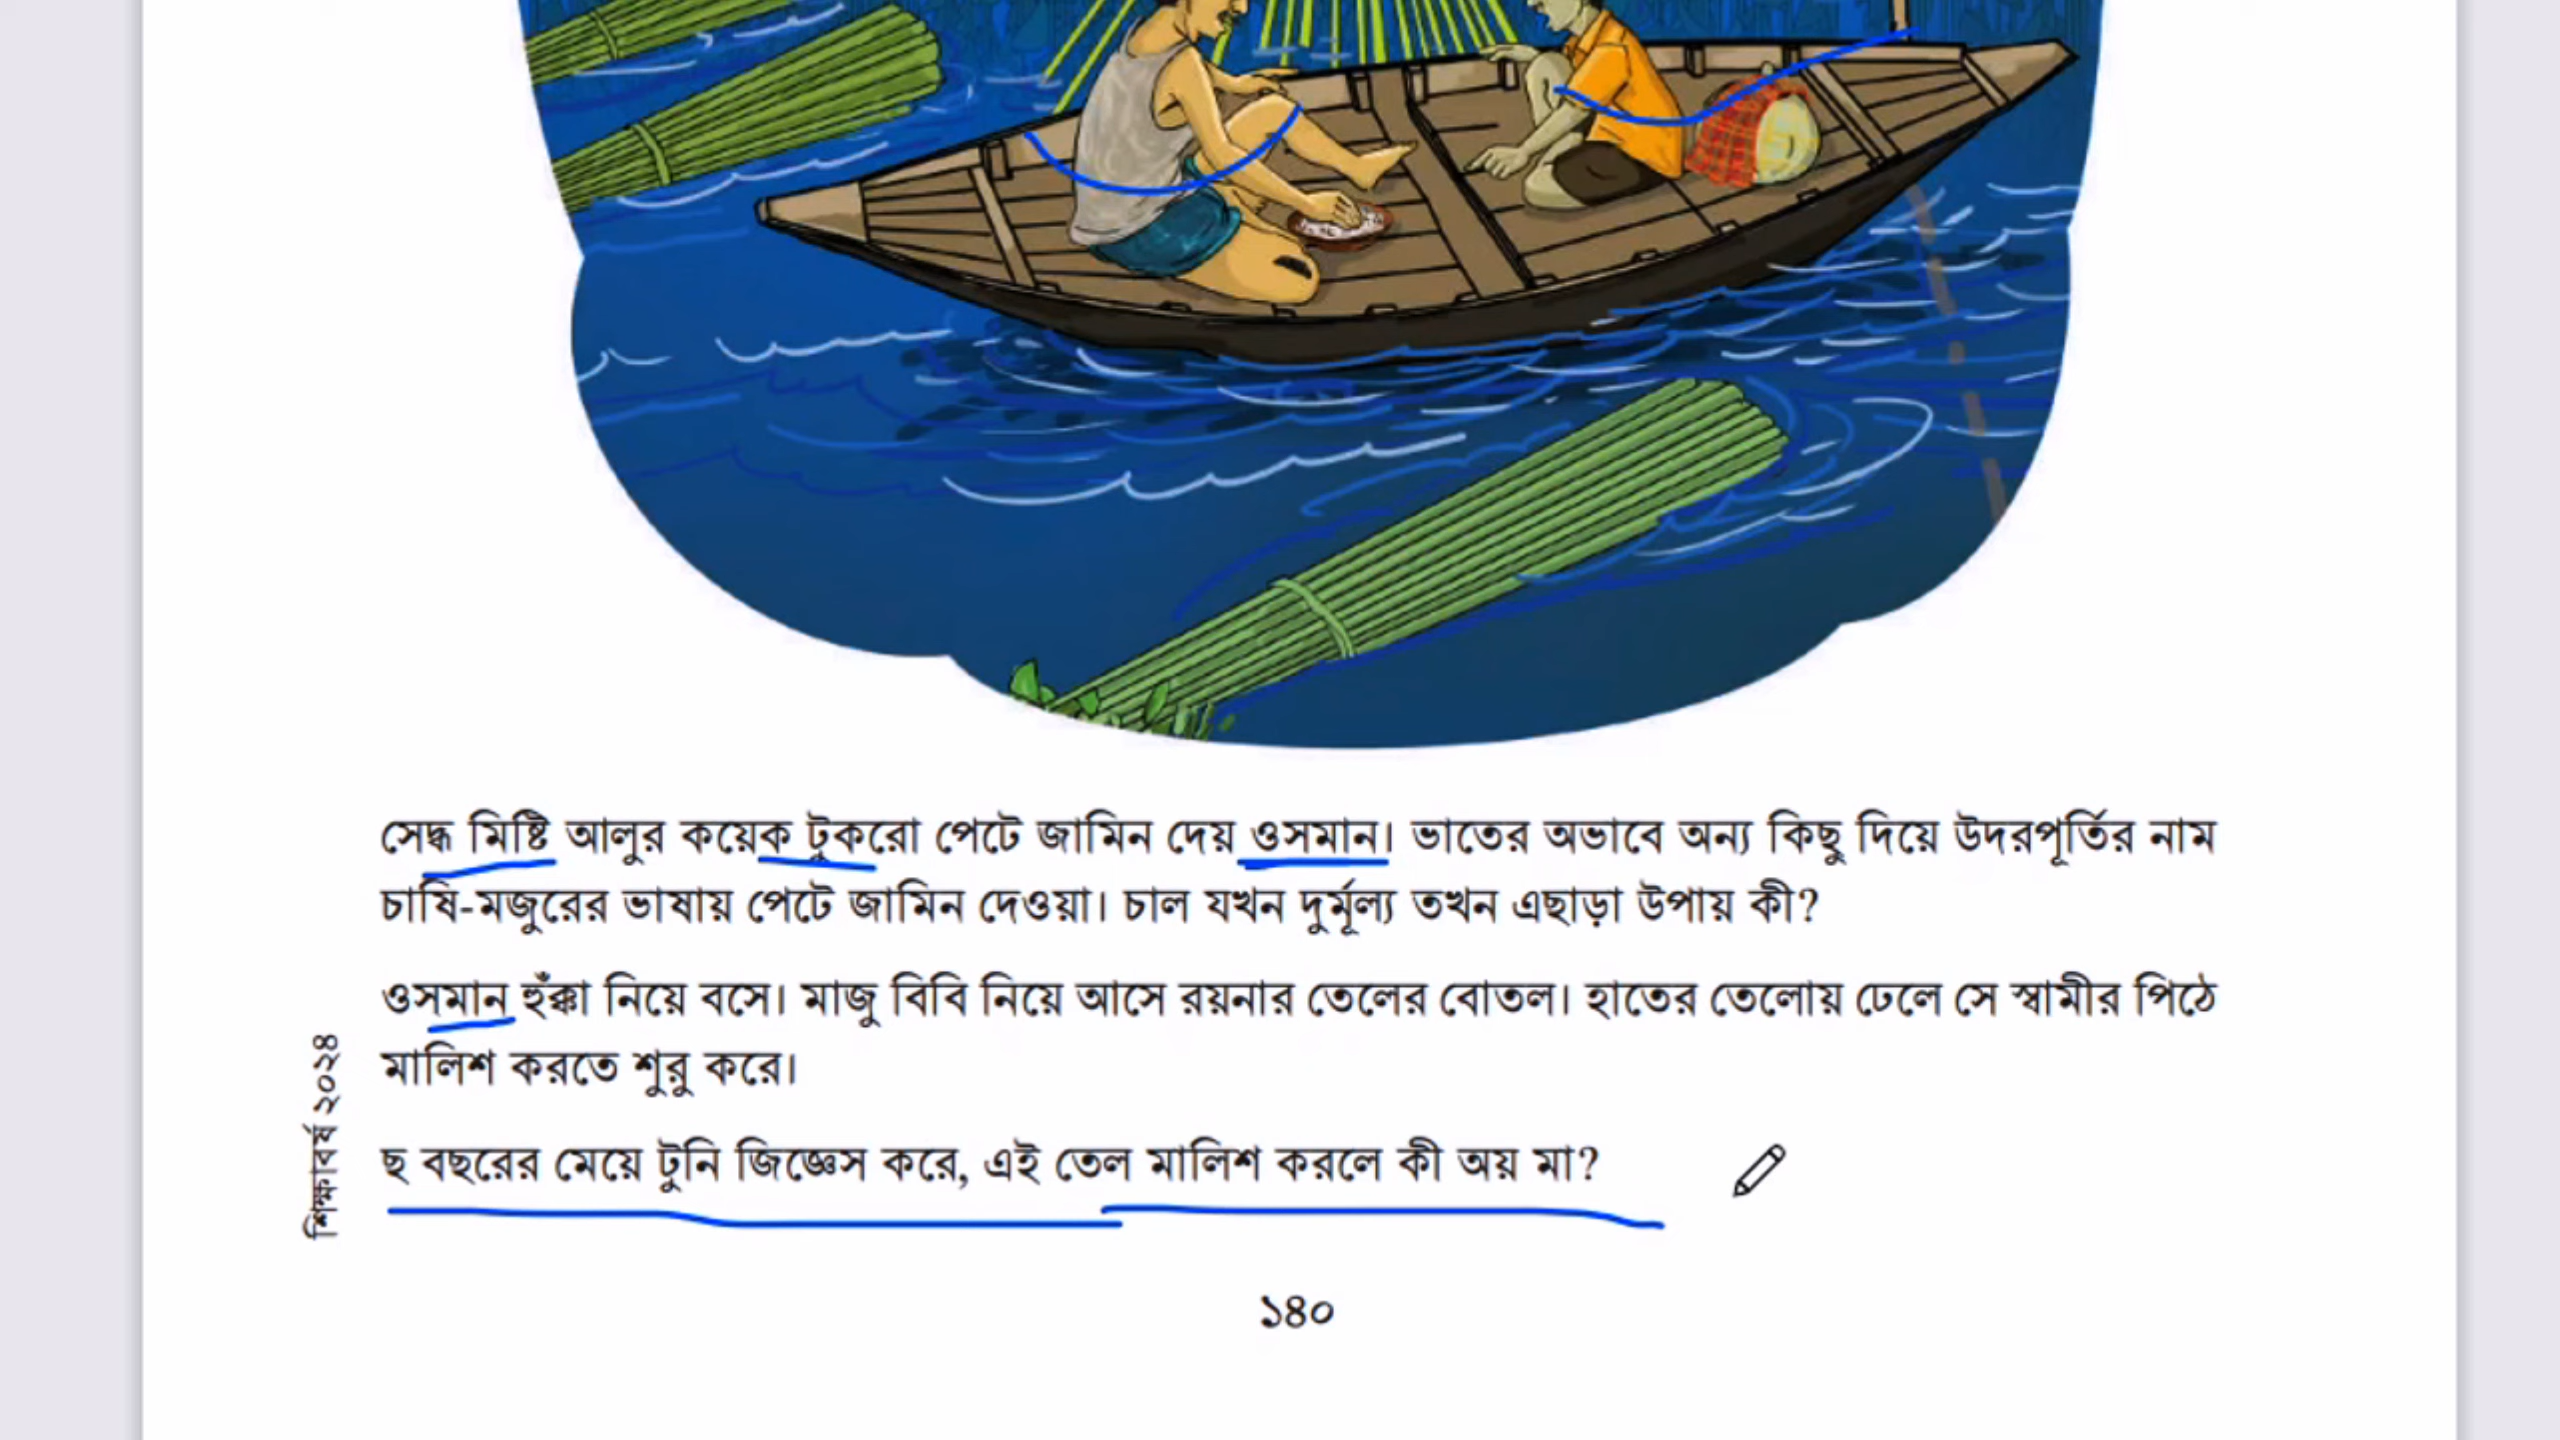 সেদ্ধ মিষ্টি আলুর কয়েক টুকরো পেটে জামিন দেয় ওসমান। ভাতের অভাবে অন্য কিছু দিয়ে উদরপূর্তির নাম
চাষি-মজুরের ভাষায় পেটে জামিন দেওয়া। চাল যখন দুর্মূল্য তখন এছাড়া উপায় কী?
ওসমান হুঁক্কা নিয়ে বসে। মাজু বিবি নিয়ে আসে রয়নার তেলের বোতল। হাতের তেলোয় ঢেলে সে স্বামীর পিঠে
মালিশ করতে শুরু করে।
ছ বছরের মেয়ে টুনি জিজ্ঞেস করে, এই তেল মালিশ করলে কী অয় মা?
শিক্ষাবর্ষ ২০২৪
১৪০